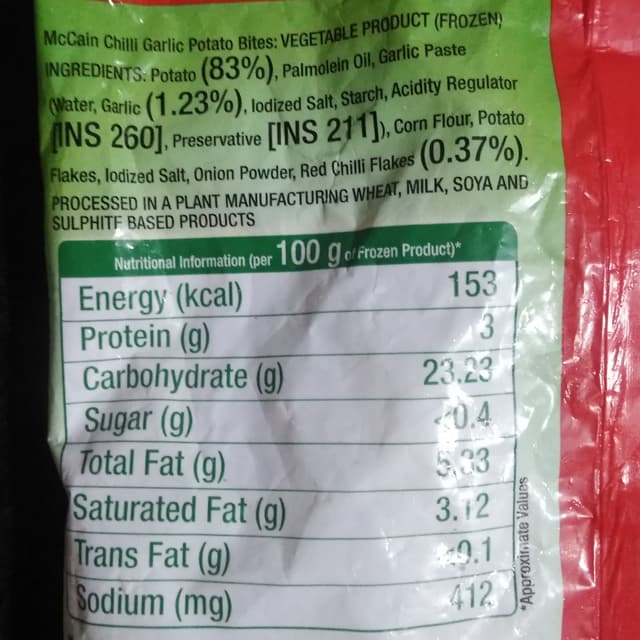 McCain Chilli Garlic Potato Bites: VEGETABLE PRODUCT (FROZEN)
INGREDIENTS: Potato (83%), Palmolein Oil, Garlic Paste
(Water, Garlic (1.23%), Iodized Salt, Starch, Acidity Regulator
[INS 260], Preservative [INS 211]), Corn Flour, Potato
Flakes, Iodized Salt, Onion Powder, Red Chilli Flakes (0.37%).
PROCESSED IN A PLANT MANUFACTURING WHEAT, MILK, SOYA AND
SULPHITE BASED PRODUCTS
Nutritional Information (per 100 g of Frozen Product)*
Energy (kcal) 153
Protein (g) 3
Carbohydrate (g) 23.23
Sugar (g) <0.4
Total Fat (g) 5.33
Saturated Fat (g) 3.12
Trans Fat (g) <0.1
Sodium (mg) 412
*Approximate Values